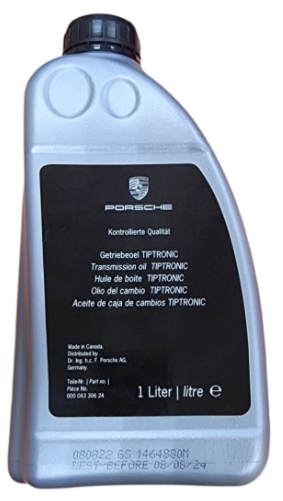 PORSCHE
Kontrollierte Qualität
Getriebeoel TIPTRONIC
Transmission oil TIPTRONIC
Huile de boite TIPTRONIC
Olio del cambio TIPTRONIC
Aceite de caja de cambios TIPTRONIC
Made in Canada.
Distributed by
Dr. Ing. h.c. F. Porsche AG,
Germany.
Teile-Nr. | Part no. |
Pièce No.
000 043 306 24
1 Liter | litre ℮
080822 GS 1464880M
BEST BEFORE 08/08/24